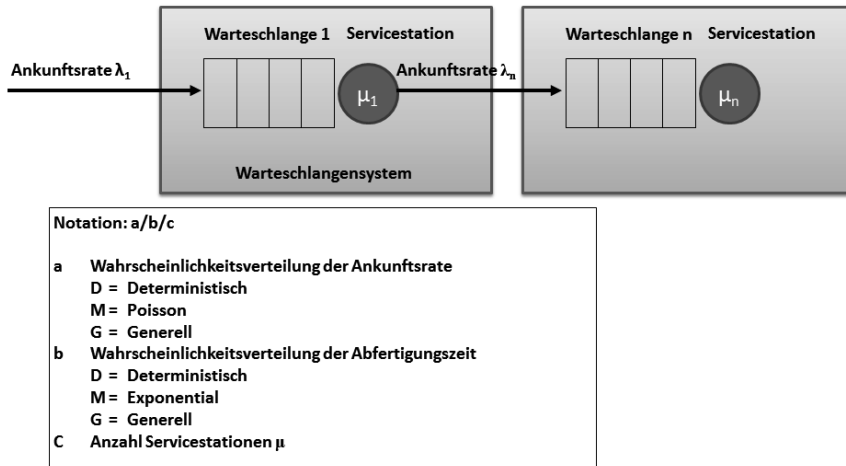 Warteschlange 1 Servicestation
Warteschlange n Servicestation
Ankunftsrate λ1
Ankunftsrate λn
μ1
μn
Warteschlangensystem
Notation: a/b/c
a Wahrscheinlichkeitsverteilung der Ankunftsrate
D = Deterministisch
M = Poisson
G = Generell
b Wahrscheinlichkeitsverteilung der Abfertigungszeit
D = Deterministisch
M = Exponential
G = Generell
C Anzahl Servicestationen μ